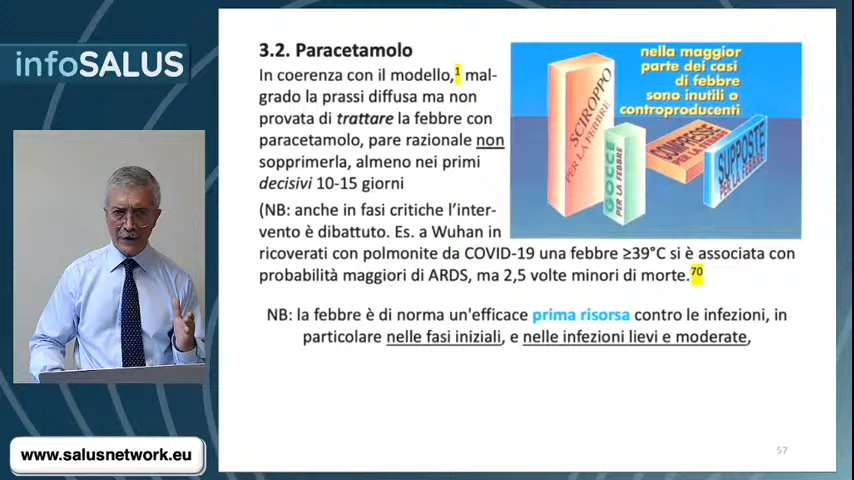 infoSALUS
3.2. Paracetamolo
In coerenza con il modello,1 mal-
grado la prassi diffusa ma non
provata di trattare la febbre con
paracetamolo, pare razionale non
sopprimerla, almeno nei primi
decisivi 10-15 giorni
nella maggior
parte dei casi
di febbre
sono inutili o
controproducenti
SCIROPPO
PER LA FEBBRE
GOCCE
PER LA FEBBRE
COMPRESSE
PER LA FEBBRE
SUPPOSTE
PER LA FEBBRE
(NB: anche in fasi critiche l'inter-
vento è dibattuto. Es. a Wuhan in
ricoverati con polmonite da COVID-19 una febbre ≥39°C si è associata con
probabilità maggiori di ARDS, ma 2,5 volte minori di morte.70
NB: la febbre è di norma un'efficace prima risorsa contro le infezioni, in
particolare nelle fasi iniziali, e nelle infezioni lievi e moderate,
57
www.salusnetwork.eu